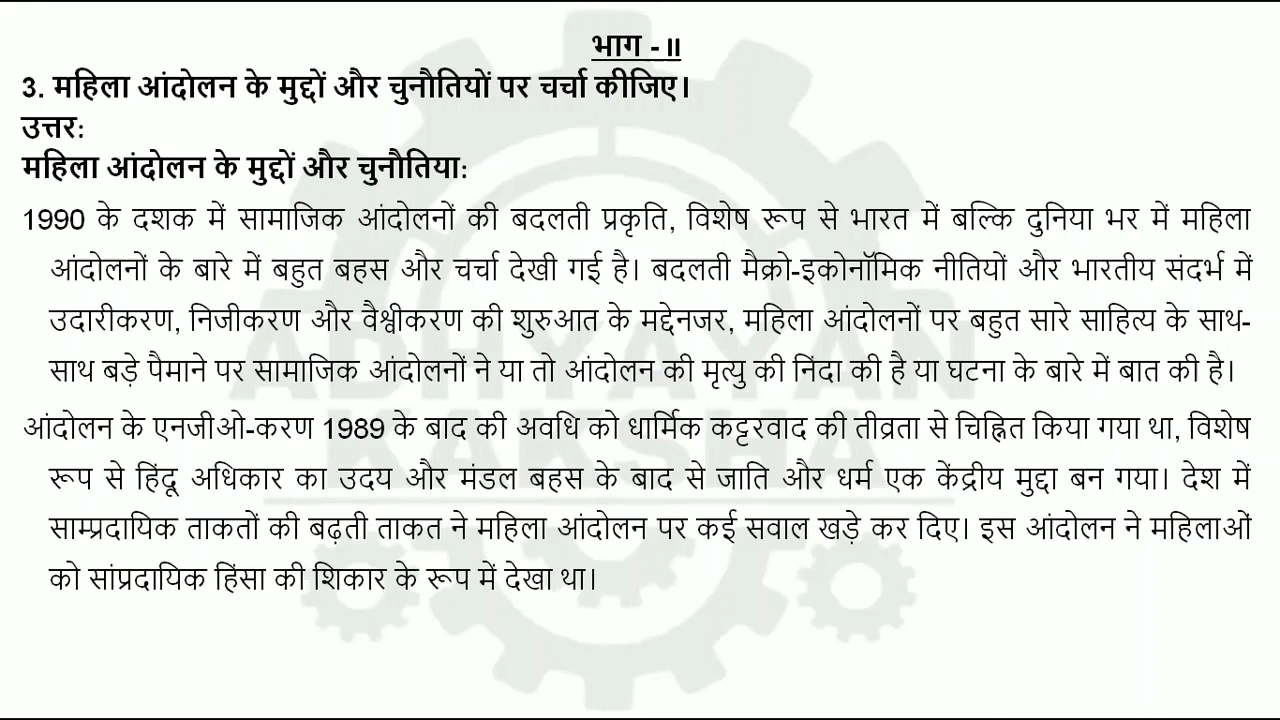 भाग - II
3. महिला आंदोलन के मुद्दों और चुनौतियों पर चर्चा कीजिए।
उत्तर:
महिला आंदोलन के मुद्दों और चुनौतिया:
1990 के दशक में सामाजिक आंदोलनों की बदलती प्रकृति, विशेष रूप से भारत में बल्कि दुनिया भर में महिला
आंदोलनों के बारे में बहुत बहस और चर्चा देखी गई है। बदलती मैक्रो-इकोनॉमिक नीतियों और भारतीय संदर्भ में
उदारीकरण, निजीकरण और वैश्वीकरण की शुरुआत के मद्देनजर, महिला आंदोलनों पर बहुत सारे साहित्य के साथ-
साथ बड़े पैमाने पर सामाजिक आंदोलनों ने या तो आंदोलन की मृत्यु की निंदा की है या घटना के बारे में बात की है।
आंदोलन के एनजीओ-करण 1989 के बाद की अवधि को धार्मिक कट्टरवाद की तीव्रता से चिह्नित किया गया था, विशेष
रूप से हिंदू अधिकार का उदय और मंडल बहस के बाद से जाति और धर्म एक केंद्रीय मुद्दा बन गया। देश में
साम्प्रदायिक ताकतों की बढ़ती ताकत ने महिला आंदोलन पर कई सवाल खड़े कर दिए। इस आंदोलन ने महिलाओं
को सांप्रदायिक हिंसा की शिकार के रूप में देखा था।
ADHYAYAN
KAKSHA